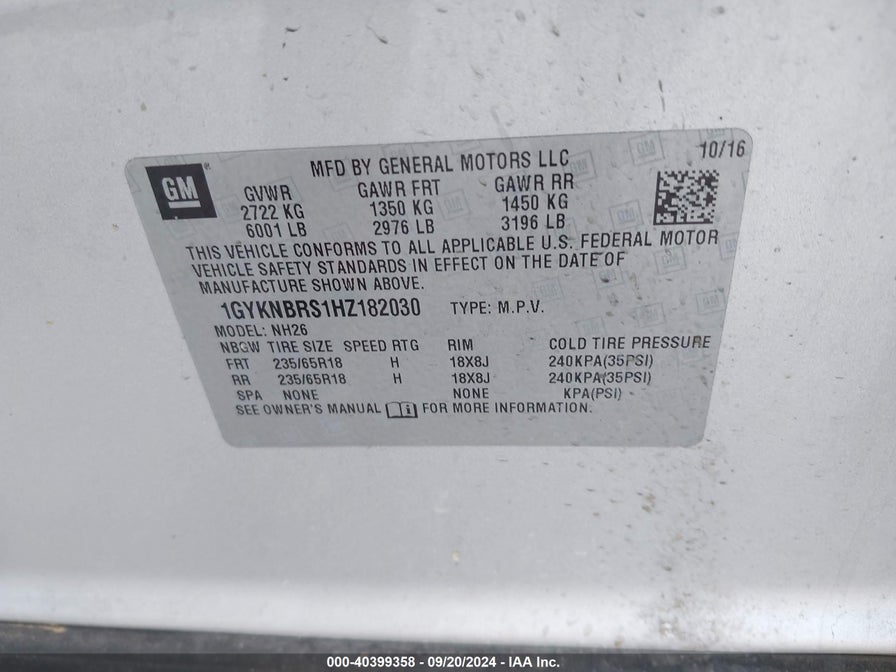 GM
MFD BY GENERAL MOTORS LLC 10/16
GVWR GAWR FRT GAWR RR
2722 KG 1350 KG 1450 KG
6001 LB 2976 LB 3196 LB
THIS VEHICLE CONFORMS TO ALL APPLICABLE U.S. FEDERAL MOTOR
VEHICLE SAFETY STANDARDS IN EFFECT ON THE DATE OF
MANUFACTURE SHOWN ABOVE.
1GYKNBRS1HZ182030 TYPE: M.P.V.
MODEL: NH26
NBGW TIRE SIZE SPEED RTG RIM COLD TIRE PRESSURE
FRT 235/65R18 H 18X8J 240KPA(35PSI)
RR 235/65R18 H 18X8J 240KPA(35PSI)
SPA NONE NONE KPA(PSI)
SEE OWNER'S MANUAL FOR MORE INFORMATION.
000-40399358 - 09/20/2024 - IAA Inc.